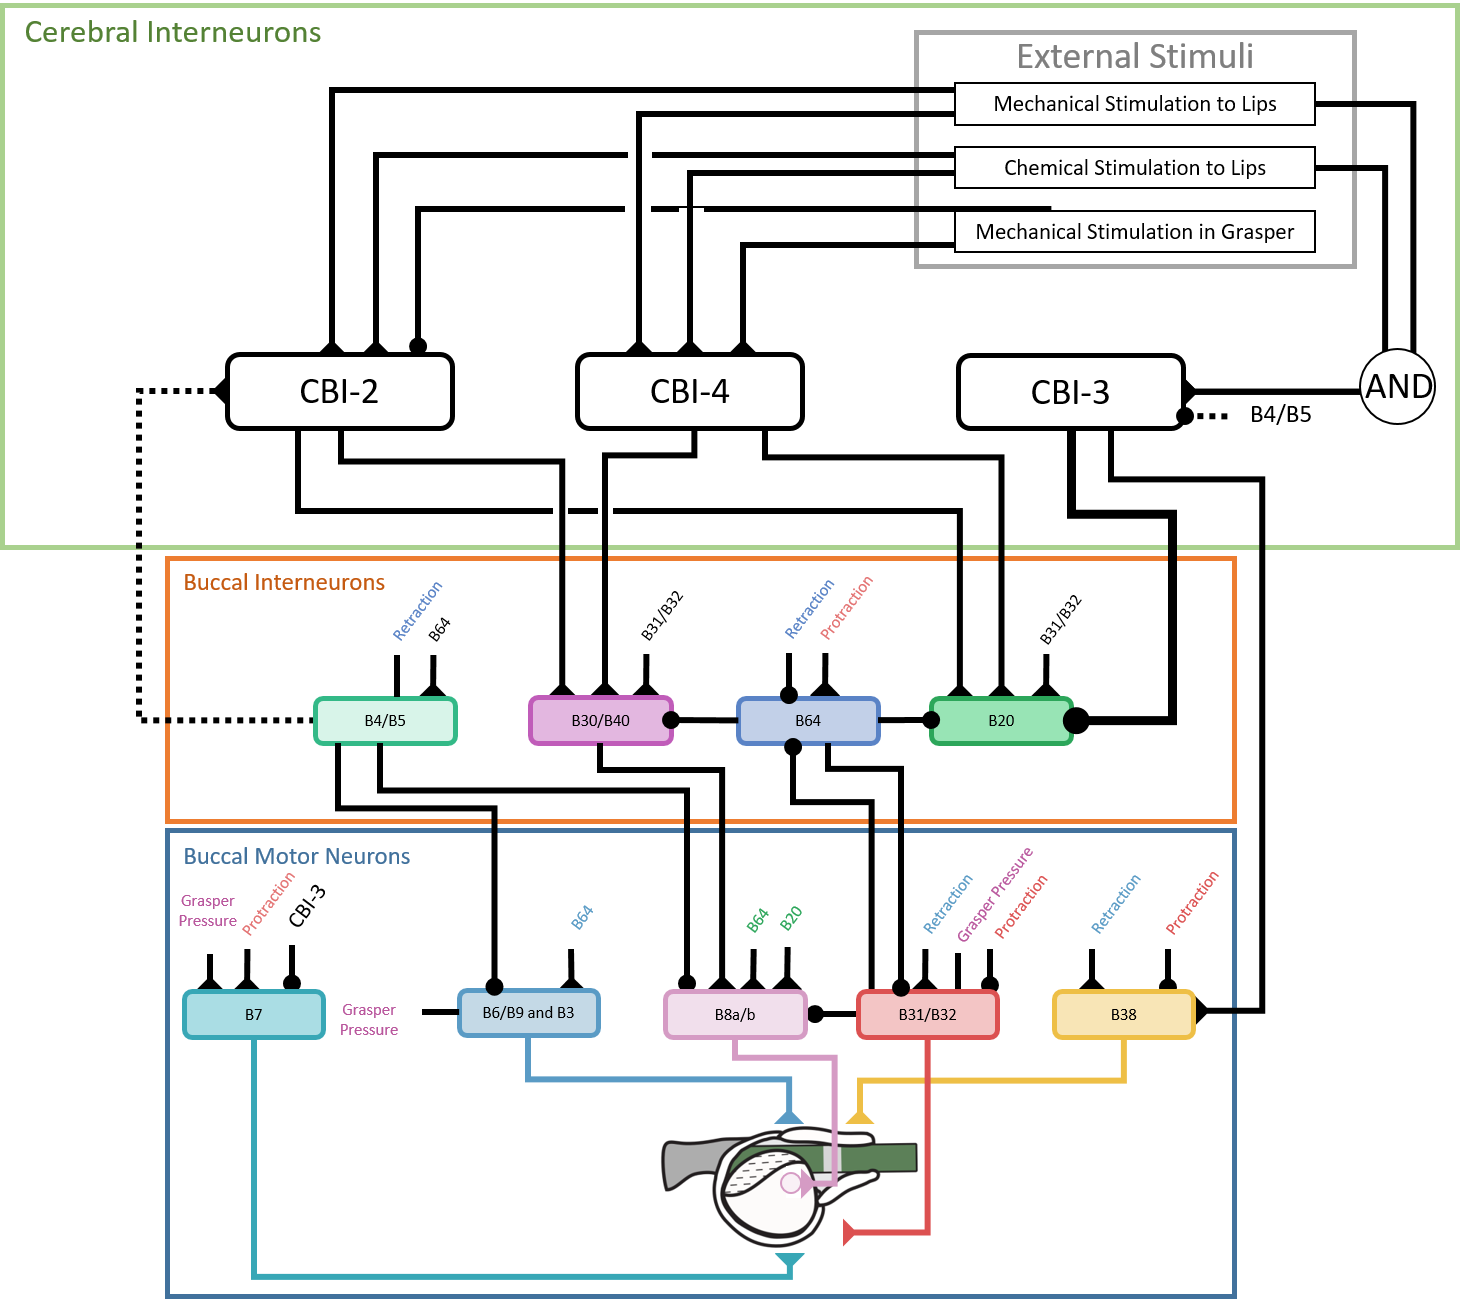 Cerebral Interneurons
External Stimuli
Mechanical Stimulation to Lips
Chemical Stimulation to Lips
Mechanical Stimulation in Grasper
CBI-2
CBI-4
CBI-3
AND
B4/B5
Buccal Interneurons
Retraction
B64
B31/B32
Retraction
Protraction
B31/B32
B4/B5
B30/B40
B64
B20
Buccal Motor Neurons
Grasper
Pressure
Protraction
CBI-3
B64
B64
B20
Retraction
Grasper Pressure
Protraction
Retraction
Protraction
B7
Grasper
Pressure
B6/B9 and B3
B8a/b
B31/B32
B38